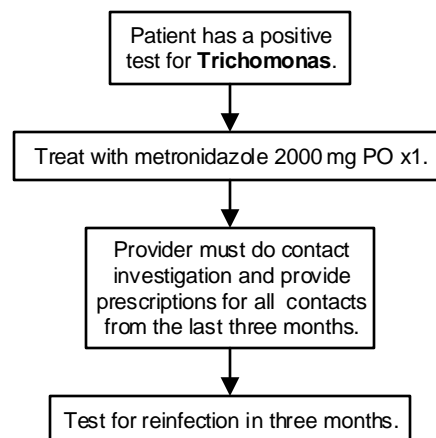 Patient has a positive
test for Trichomonas.
Treat with metronidazole 2000 mg PO x1.
Provider must do contact
investigation and provide
prescriptions for all contacts
from the last three months.
Test for reinfection in three months.